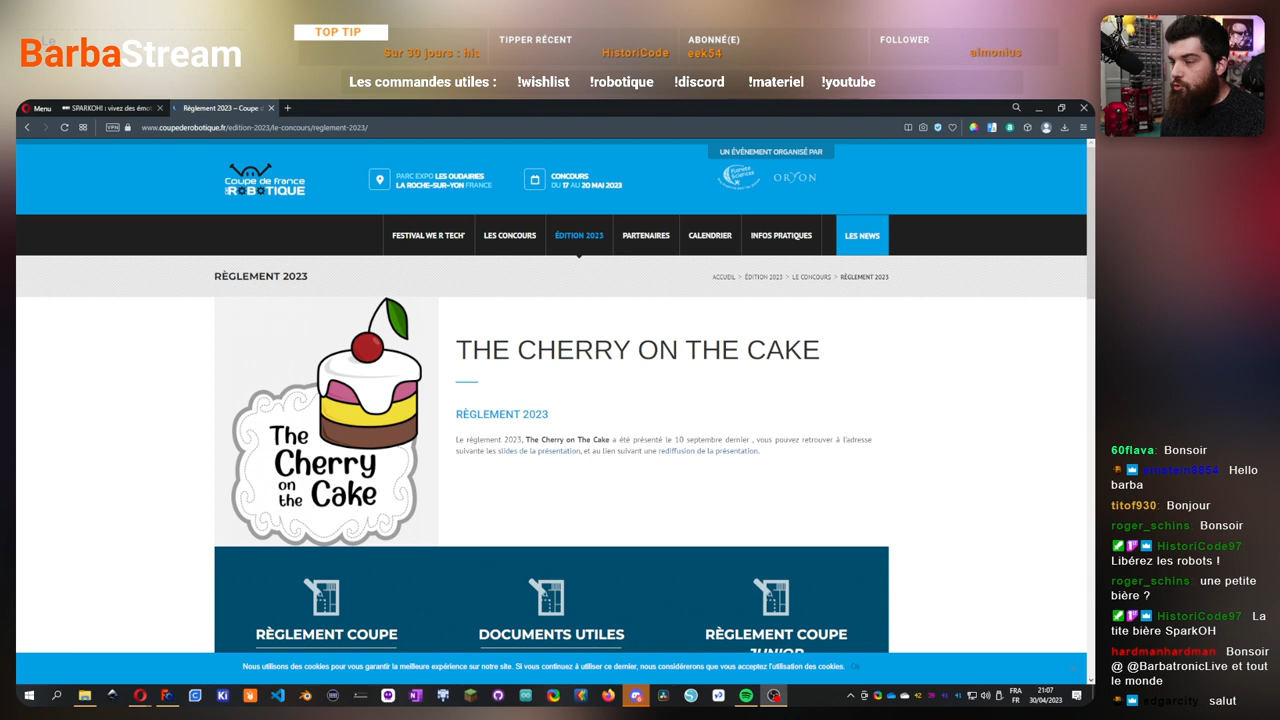 Le
BarbaStream
TOP TIP
Sur 30 jours : his
TIPPER RÉCENT
HistoriCode
ABONNÉ(E)
eek54
FOLLOWER
almonius
Les commandes utiles : !wishlist !robotique !discord !materiel !youtube
Menu
SPARKOH! : vivez des émot
Règlement 2023 – Coupe d
VPN
www.coupederobotique.fr/edition-2023/le-concours/reglement-2023/
UN ÉVÉNEMENT ORGANISÉ PAR
Coupe de France
de ROBOTIQUE
PARC EXPO LES OUDAIRIES
LA ROCHE-SUR-YON FRANCE
CONCOURS
DU 17 AU 20 MAI 2023
ORYON
FESTIVAL WE R TECH'
LES CONCOURS
ÉDITION 2023
PARTENAIRES
CALENDRIER
INFOS PRATIQUES
LES NEWS
RÈGLEMENT 2023
ACCUEIL > ÉDITION 2023 > LE CONCOURS > RÈGLEMENT 2023
The
Cherry
on the
Cake
THE CHERRY ON THE CAKE
RÈGLEMENT 2023
Le règlement 2023, The Cherry on The Cake a été présenté le 10 septembre dernier , vous pouvez retrouver à l'adresse
suivante les slides de la présentation, et au lien suivant une rediffusion de la présentation.
RÈGLEMENT COUPE
DOCUMENTS UTILES
RÈGLEMENT COUPE
JUNIOR
Nous utilisons des cookies pour vous garantir la meilleure expérience sur notre site. Si vous continuez à utiliser ce dernier, nous considérerons que vous acceptez l'utilisation des cookies. Ok
60flava: Bonsoir
einstein8854: Hello
barba
titof930: Bonjour
roger_schins: Bonsoir
HistoriCode97
Libérez les robots !
roger_schins: une petite
bière ?
HistoriCode97 La
tite bière SparkOH
hardmanhardman: Bonsoir
@ @BarbatronicLive et tout
le monde
edgarcity: salut
FRA
FR
21:07
30/04/2023